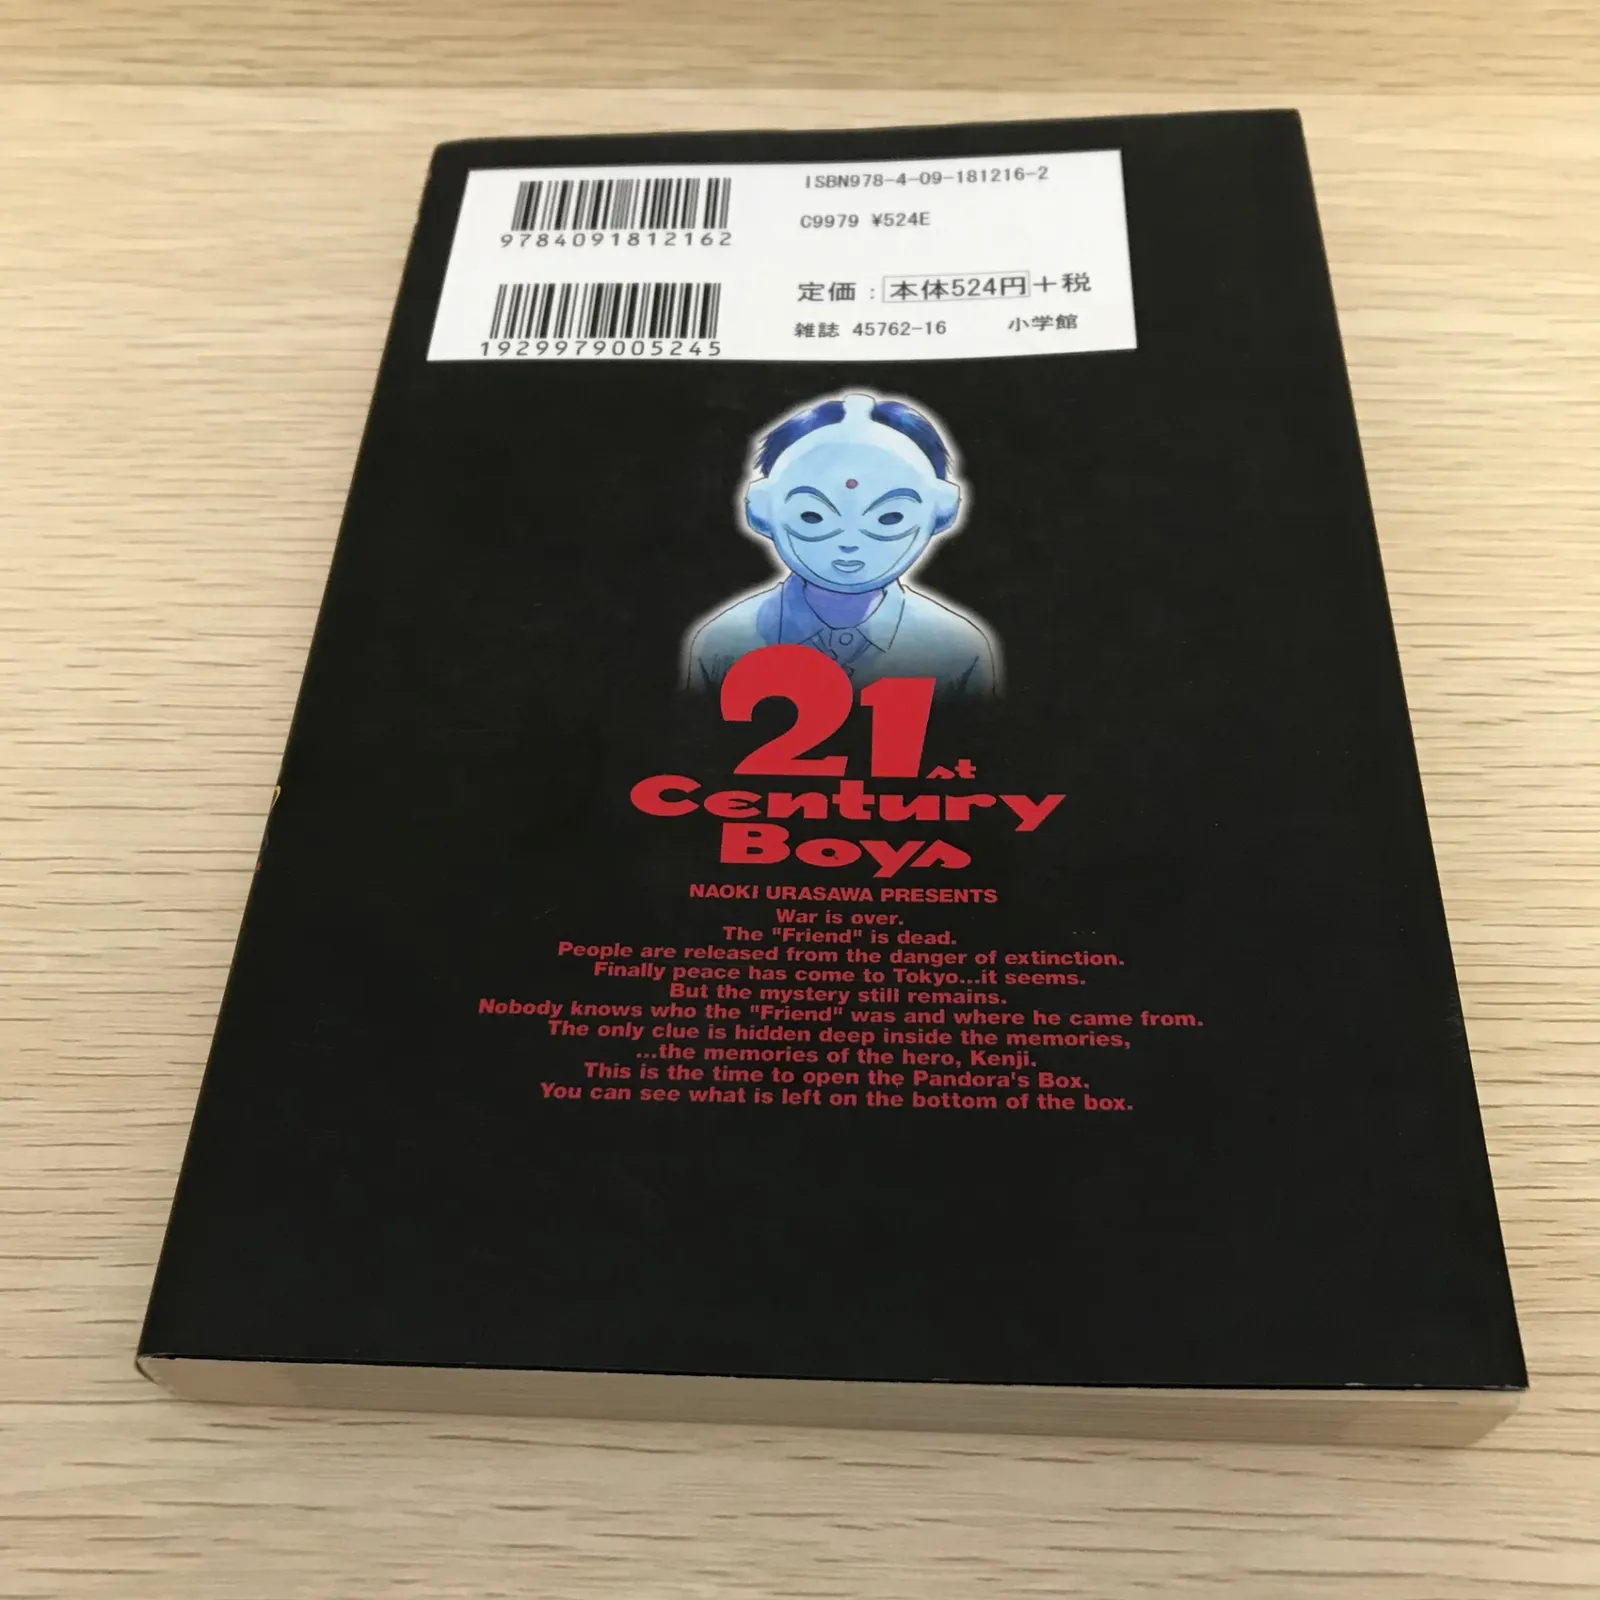 9784091812162
ISBN978-4-09-181216-2
C9979 ¥524E
1929979005245
定価：本体524円＋税
雑誌 45762-16 小学館
21st
Century
Boys
NAOKI URASAWA PRESENTS
War is over.
The "Friend" is dead.
People are released from the danger of extinction.
Finally peace has come to Tokyo...it seems.
But the mystery still remains.
Nobody knows who the "Friend" was and where he came from.
The only clue is hidden deep inside the memories,
...the memories of the hero, Kenji.
This is the time to open the Pandora's Box.
You can see what is left on the bottom of the box.